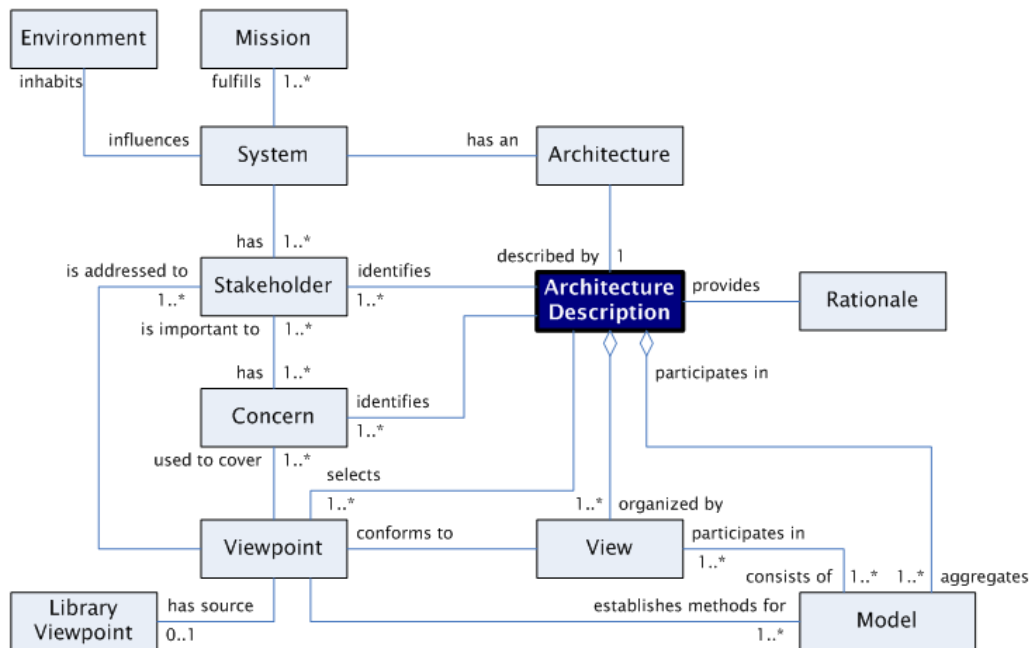 Environment
Mission
inhabits
fulfills
1..*
influences
System
has an
Architecture
has
1..*
described by
1
is addressed to
1..*
Stakeholder
identifies
1..*
Architecture
Description
provides
Rationale
is important to
1..*
participates in
has
1..*
Concern
identifies
1..*
used to cover
1..*
selects
1..*
1..*
organized by
Viewpoint
conforms to
View
participates in
1..*
consists of
1..*
1..*
aggregates
Library
Viewpoint
has source
0..1
establishes methods for
1..*
Model